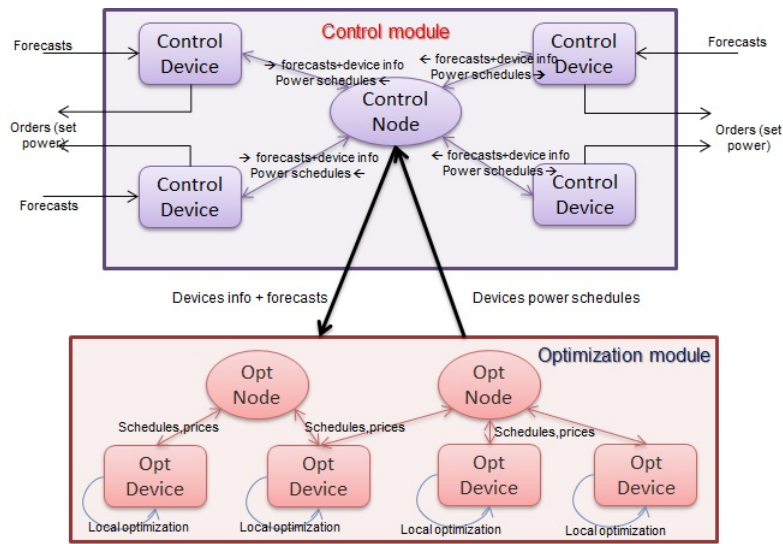 Control module
Forecasts
Control
Device
→ forecasts+device info
Power schedules ←
← forecasts+device info
Power schedules →
Control
Device
Forecasts
Control
Node
Orders (set
power)
Orders (set
power)
→ forecasts+device info
Power schedules ←
← forecasts+device info
Power schedules →
Control
Device
Control
Device
Forecasts
Devices info + forecasts
Devices power schedules
Optimization module
Opt
Node
Opt
Node
Schedules,prices
Schedules,prices
Schedules,prices
Opt
Device
Opt
Device
Opt
Device
Opt
Device
Local optimization
Local optimization
Local optimization
Local optimization